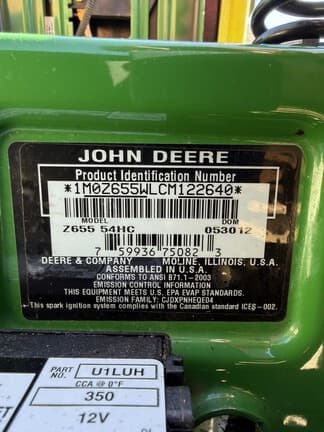 JOHN DEERE
Product Identification Number
*1M0Z655WLCM122640*
MODEL DOM
Z655 54HC 053012
7 59936 75082 3
DEERE & COMPANY MOLINE, ILLINOIS, U.S.A.
ASSEMBLED IN U.S.A.
CONFORMS TO ANSI B71.1-2003
EMISSION CONTROL INFORMATION
THIS EQUIPMENT MEETS U.S. EPA EVAP STANDARDS.
EMISSION FAMILY: CJDXPNHEQED4
This spark ignition system complies with the Canadian standard ICES-002.
PART NO. U1LUH
CCA @ 0°F
350
12V